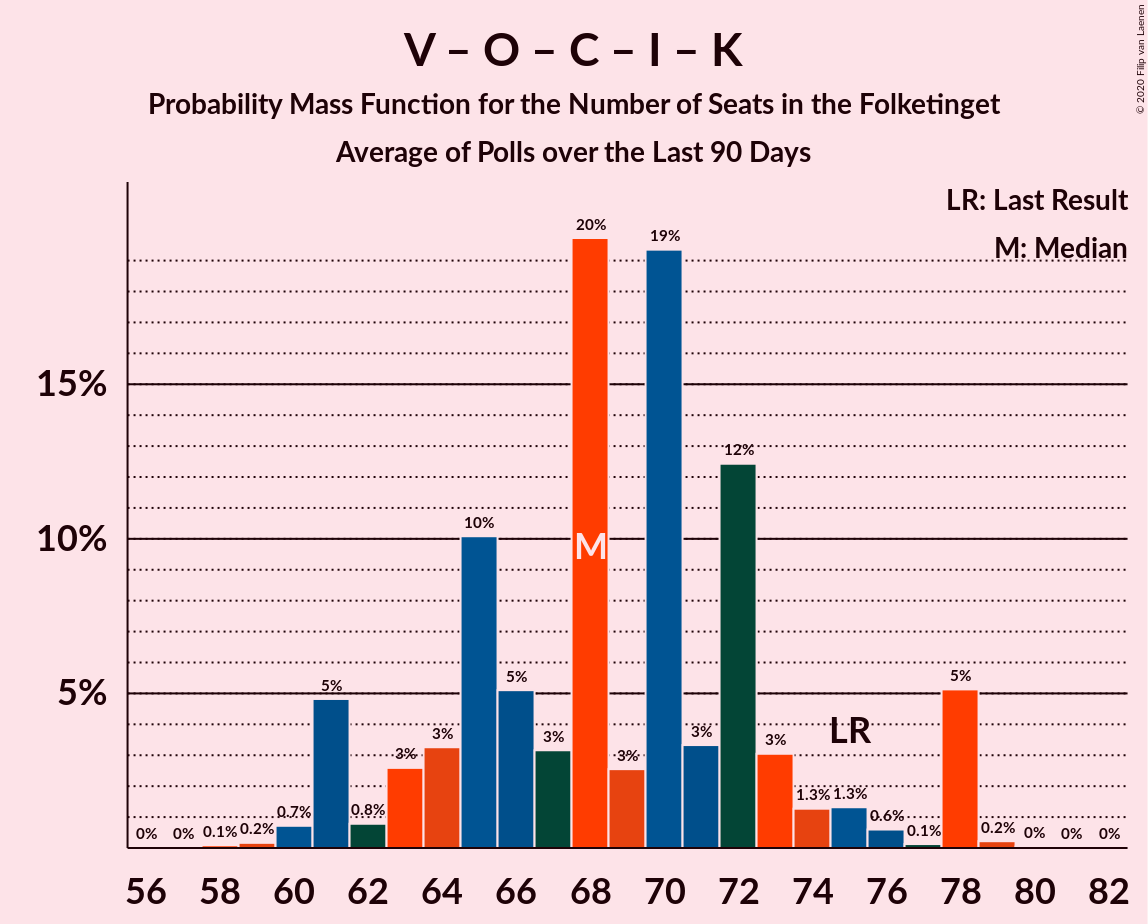 V – O – C – I – K
Probability Mass Function for the Number of Seats in the Folketinget
Average of Polls over the Last 90 Days
© 2020 Filip van Laenen
LR: Last Result
M: Median
15%
10%
5%
0% 0% 0.1% 0.2% 0.7% 5% 0.8% 3% 3% 10% 5% 3% 20% 3% 19% 3% 12% 3% 1.3% 1.3% 0.6% 0.1% 5% 0.2% 0% 0% 0%
M
LR
56 58 60 62 64 66 68 70 72 74 76 78 80 82